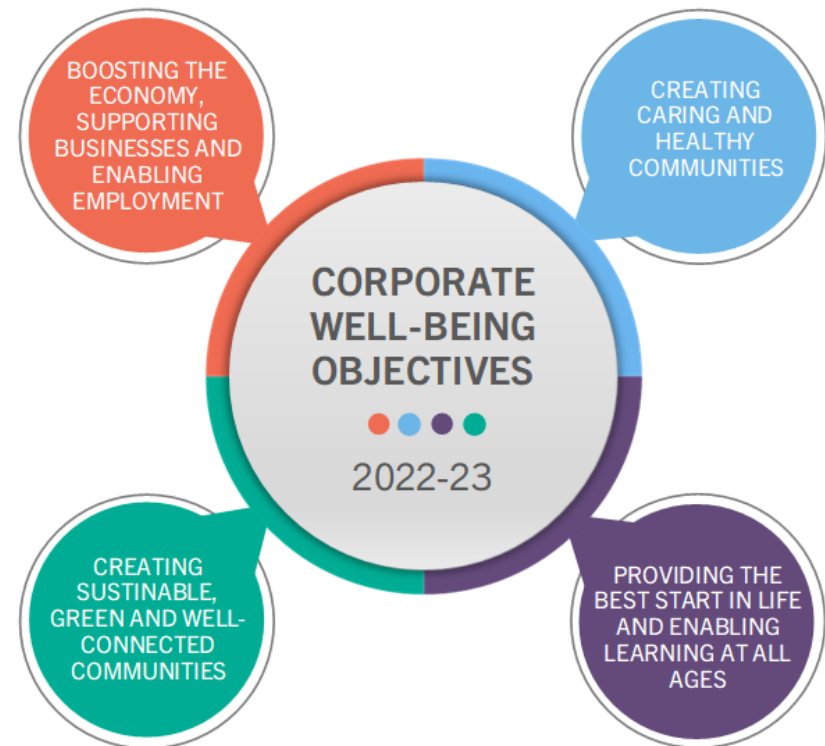 BOOSTING THE
ECONOMY,
SUPPORTING
BUSINESSES AND
ENABLING
EMPLOYMENT
CREATING
CARING AND
HEALTHY
COMMUNITIES
CORPORATE
WELL-BEING
OBJECTIVES
2022-23
CREATING
SUSTINABLE,
GREEN AND WELL-
CONNECTED
COMMUNITIES
PROVIDING THE
BEST START IN LIFE
AND ENABLING
LEARNING AT ALL
AGES